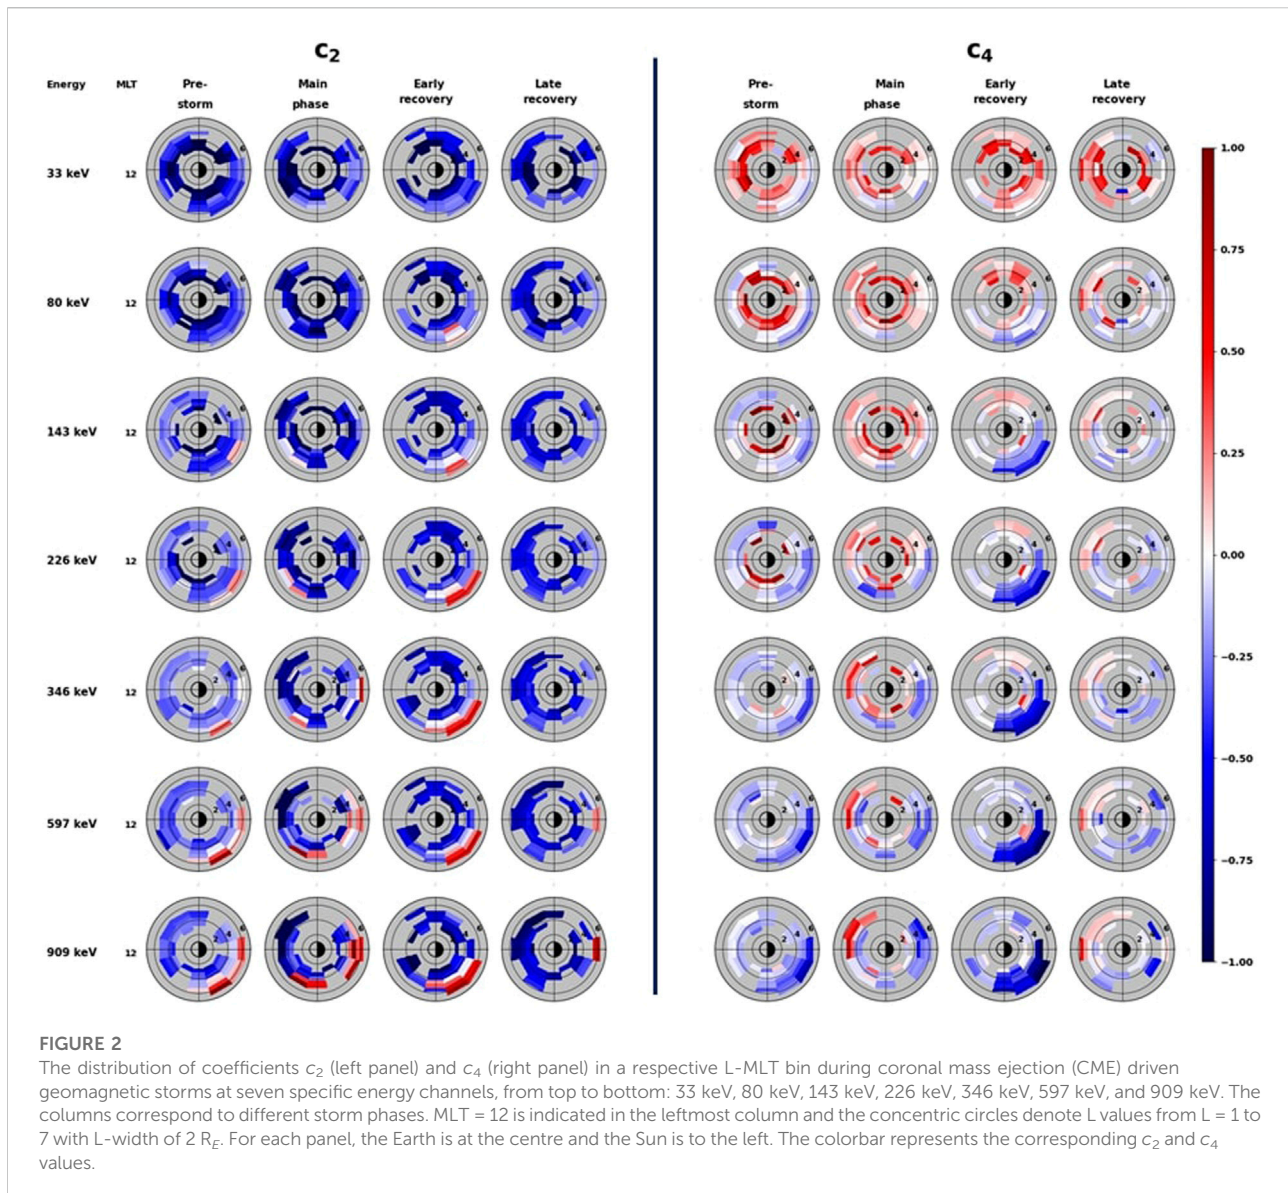 c2
c4
Energy MLT Pre-storm Main phase Early recovery Late recovery
Pre-storm Main phase Early recovery Late recovery
33 keV 12
80 keV 12
143 keV 12
226 keV 12
346 keV 12
597 keV 12
909 keV 12
2 4 6
1.00
0.75
0.50
0.25
0.00
−0.25
−0.50
−0.75
−1.00
FIGURE 2
The distribution of coefficients c2 (left panel) and c4 (right panel) in a respective L-MLT bin during coronal mass ejection (CME) driven
geomagnetic storms at seven specific energy channels, from top to bottom: 33 keV, 80 keV, 143 keV, 226 keV, 346 keV, 597 keV, and 909 keV. The
columns correspond to different storm phases. MLT = 12 is indicated in the leftmost column and the concentric circles denote L values from L = 1 to
7 with L-width of 2 RE. For each panel, the Earth is at the centre and the Sun is to the left. The colorbar represents the corresponding c2 and c4
values.